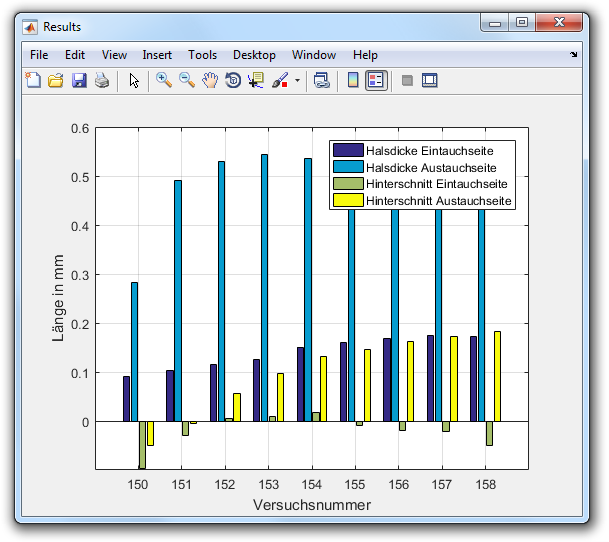 Results
File Edit View Insert Tools Desktop Window Help
0.6
0.5
0.4
0.3
0.2
0.1
0
Länge in mm
Halsdicke Eintauchseite
Halsdicke Austauchseite
Hinterschnitt Eintauchseite
Hinterschnitt Austauchseite
150 151 152 153 154 155 156 157 158
Versuchsnummer